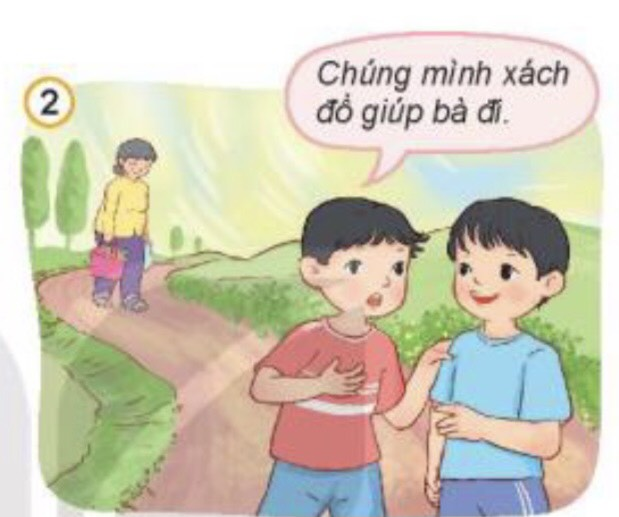 2
Chúng mình xách
đồ giúp bà đi.